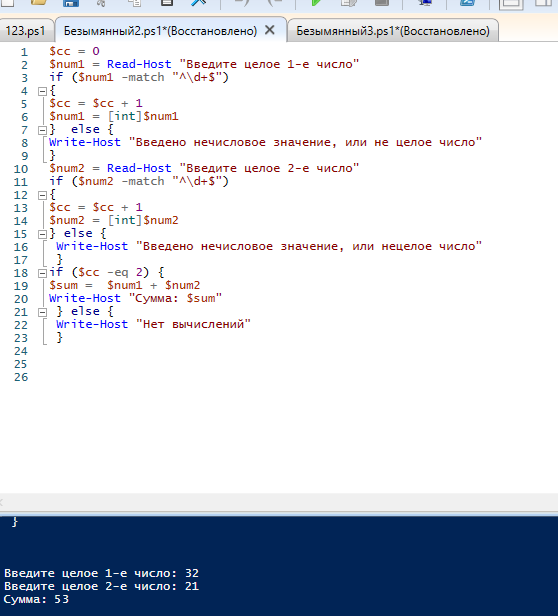 123.ps1 Безымянный2.ps1*(Восстановлено) Безымянный3.ps1*(Восстановлено)
1 $cc = 0
2 $num1 = Read-Host "Введите целое 1-е число"
3 if ($num1 -match "^\d+$")
4 {
5 $cc = $cc + 1
6 $num1 = [int]$num1
7 }  else {
8 Write-Host "Введено нечисловое значение, или не целое число"
9 }
10 $num2 = Read-Host "Введите целое 2-е число"
11 if ($num2 -match "^\d+$")
12 {
13 $cc = $cc + 1
14 $num2 = [int]$num2
15 } else {
16  Write-Host "Введено нечисловое значение, или нецелое число"
17  }
18 if ($cc -eq 2) {
19 $sum =  $num1 + $num2
20 Write-Host "Сумма: $sum"
21  } else {
22  Write-Host "Нет вычислений"
23  }
24
25
26
}
Введите целое 1-е число: 32
Введите целое 2-е число: 21
Сумма: 53